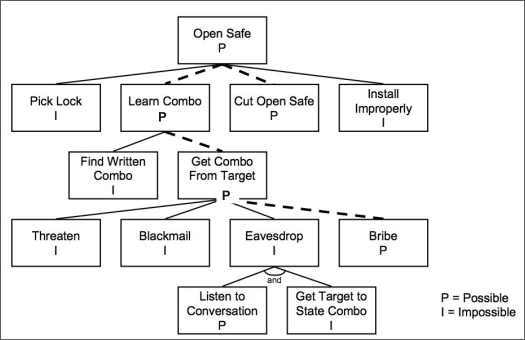 Open Safe
P
Pick Lock
I
Learn Combo
P
Cut Open Safe
P
Install
Improperly
I
Find Written
Combo
I
Get Combo
From Target
P
Threaten
I
Blackmail
I
Eavesdrop
I
Bribe
P
and
Listen to
Conversation
P
Get Target to
State Combo
I
P = Possible
I = Impossible